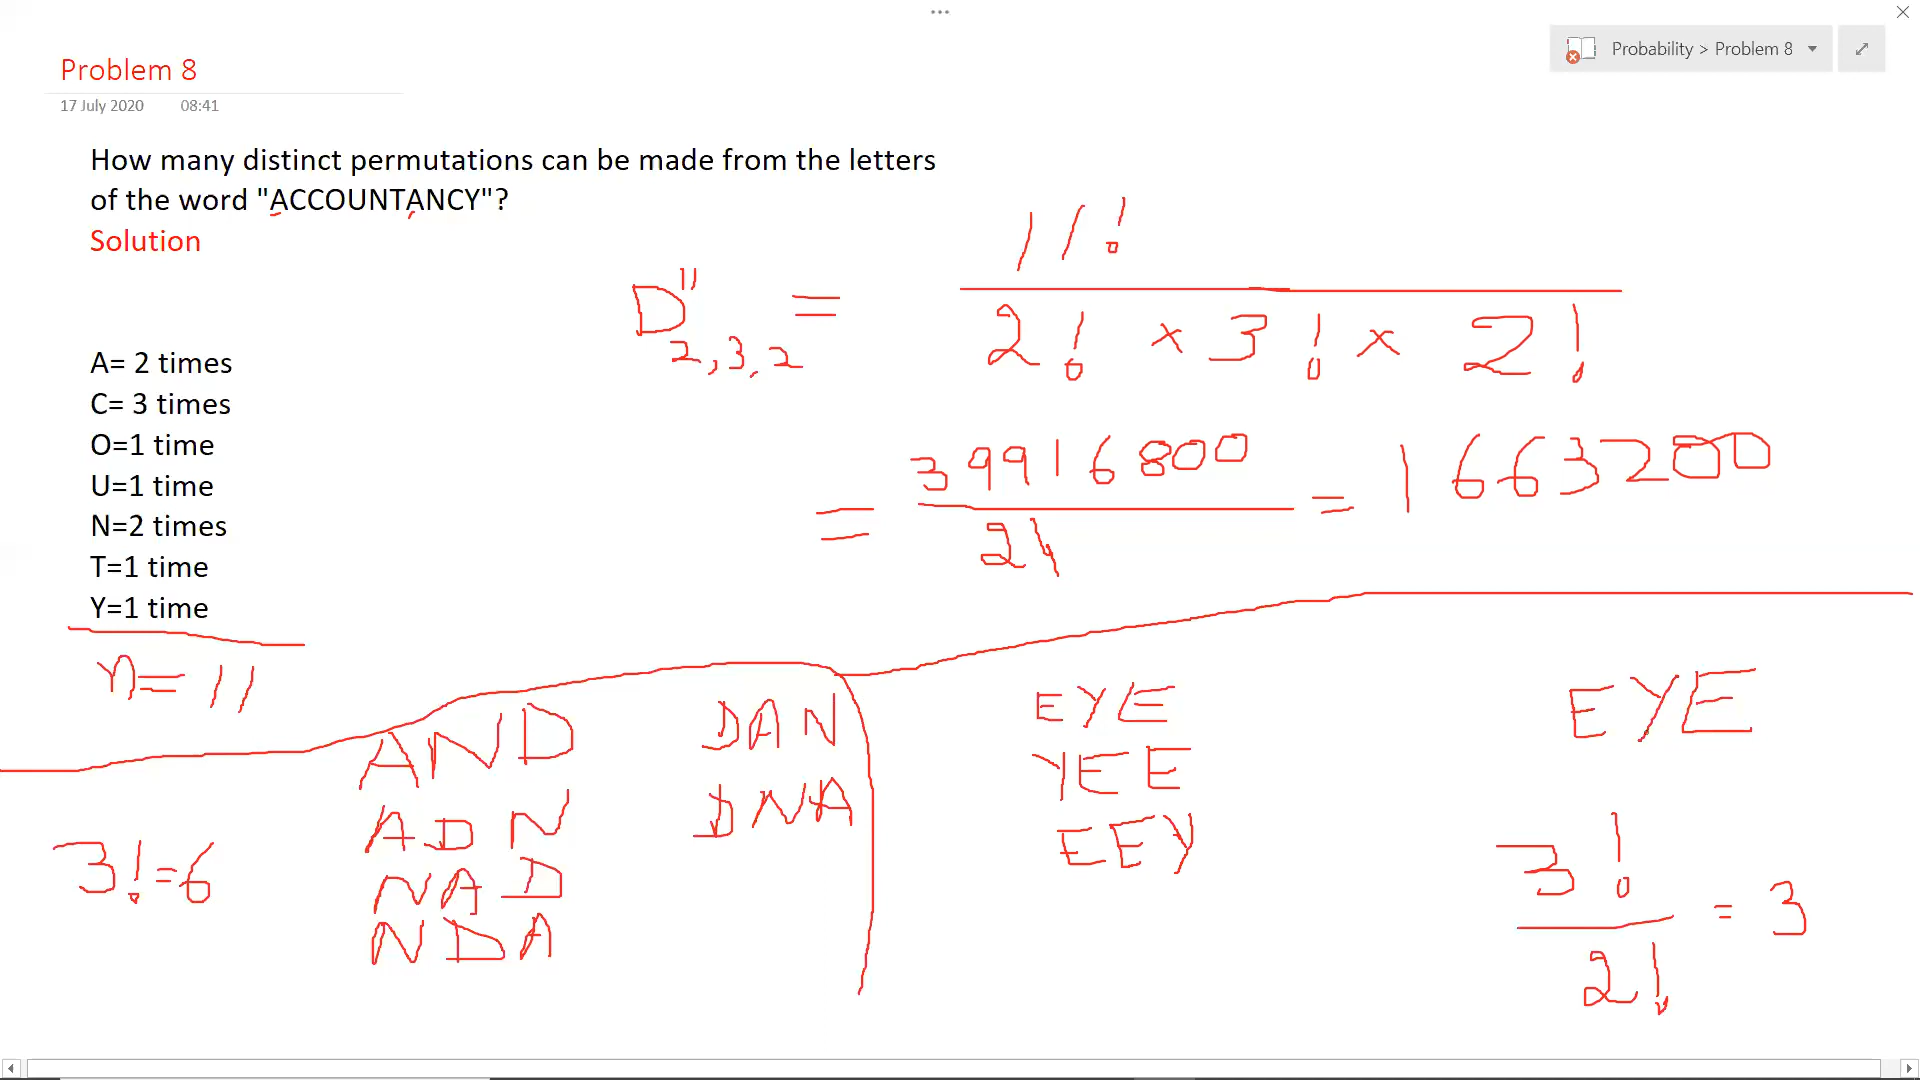 Probability > Problem 8
Problem 8
17 July 2020 08:41
How many distinct permutations can be made from the letters
of the word "ACCOUNTANCY"?
Solution
A= 2 times
C= 3 times
O=1 time
U=1 time
N=2 times
T=1 time
Y=1 time
n= 11
D 11 2,3,2 = 11! / 2! x 3! x 2!
= 39916800 / 24 = 1663200
3!=6
AND
ADN
NAD
NDA
DAN
DNA
EYE
YEE
EEY
EYE
3! / 2! = 3